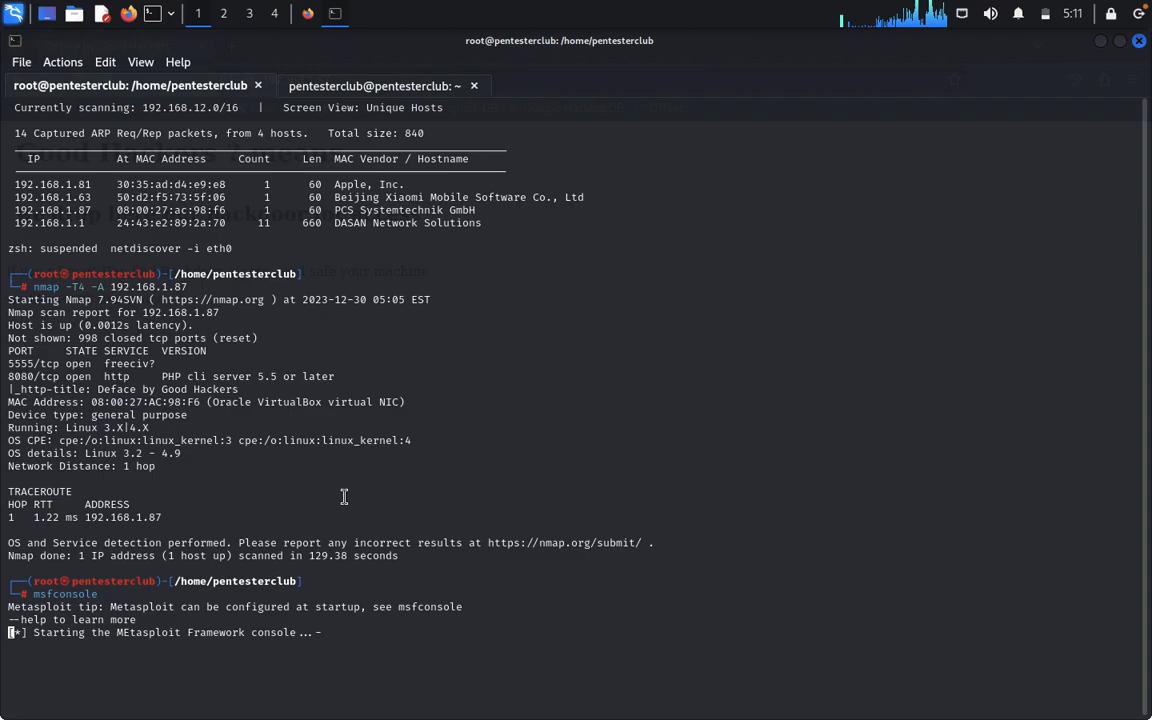 1 2 3 4 5:11
root@pentesterclub: /home/pentesterclub
File Actions Edit View Help
root@pentesterclub: /home/pentesterclub × pentesterclub@pentesterclub: ~ ×
Currently scanning: 192.168.12.0/16 | Screen View: Unique Hosts
14 Captured ARP Req/Rep packets, from 4 hosts. Total size: 840
IP At MAC Address Count Len MAC Vendor / Hostname
192.168.1.81 30:35:ad:d4:e9:e8 1 60 Apple, Inc.
192.168.1.63 50:d2:f5:73:5f:06 1 60 Beijing Xiaomi Mobile Software Co., Ltd
192.168.1.87 08:00:27:ac:98:f6 1 60 PCS Systemtechnik GmbH
192.168.1.1 24:43:e2:89:2a:70 11 660 DASAN Network Solutions
zsh: suspended netdiscover -i eth0
┌──(root㉿pentesterclub)-[/home/pentesterclub]
└─# nmap -T4 -A 192.168.1.87
Starting Nmap 7.94SVN ( https://nmap.org ) at 2023-12-30 05:05 EST
Nmap scan report for 192.168.1.87
Host is up (0.0012s latency).
Not shown: 998 closed tcp ports (reset)
PORT STATE SERVICE VERSION
5555/tcp open freeciv?
8080/tcp open http PHP cli server 5.5 or later
|_http-title: Deface by Good Hackers
MAC Address: 08:00:27:AC:98:F6 (Oracle VirtualBox virtual NIC)
Device type: general purpose
Running: Linux 3.X|4.X
OS CPE: cpe:/o:linux:linux_kernel:3 cpe:/o:linux:linux_kernel:4
OS details: Linux 3.2 - 4.9
Network Distance: 1 hop
TRACEROUTE
HOP RTT ADDRESS
1 1.22 ms 192.168.1.87
OS and Service detection performed. Please report any incorrect results at https://nmap.org/submit/ .
Nmap done: 1 IP address (1 host up) scanned in 129.38 seconds
┌──(root㉿pentesterclub)-[/home/pentesterclub]
└─# msfconsole
Metasploit tip: Metasploit can be configured at startup, see msfconsole
--help to learn more
[*] Starting the MEtasploit Framework console...-